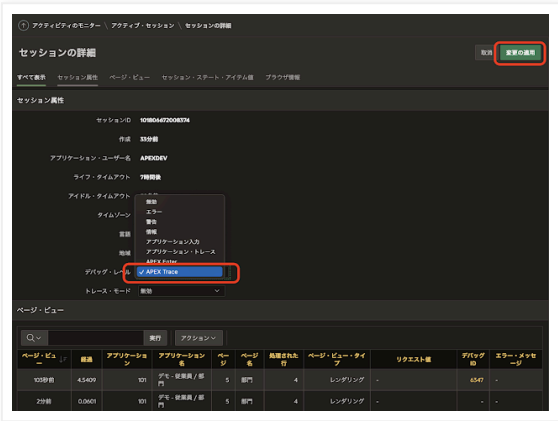 アクティビティのモニター \ アクティブ・セッション \ セッションの詳細
セッションの詳細
取消
変更の適用
すべて表示 セッション属性 ページ・ビュー セッション・ステート・アイテム値 ブラウザ情報
セッション属性
セッションID 101806672008374
作成 33分前
アプリケーション・ユーザー名 APEXDEV
ライフ・タイムアウト 7時間後
アイドル・タイムアウト
タイムゾーン
言語
地域
無効
エラー
警告
情報
アプリケーション入力
アプリケーション・トレース
APEX Enter
デバッグ・レベル ✓ APEX Trace
トレース・モード 無効
ページ・ビュー
実行 アクション
ページ・ビュー 経過 アプリケーション アプリケーション名 ページ ページ名 処理された行 ページ・ビュー・タイプ リクエスト値 デバッグID エラー・メッセージ
103秒前 4.5409 101 デモ - 従業員 / 部門 5 部門 4 レンダリング - 6347 -
2分前 0.0601 101 デモ - 従業員 / 部門 5 部門 4 レンダリング - - -